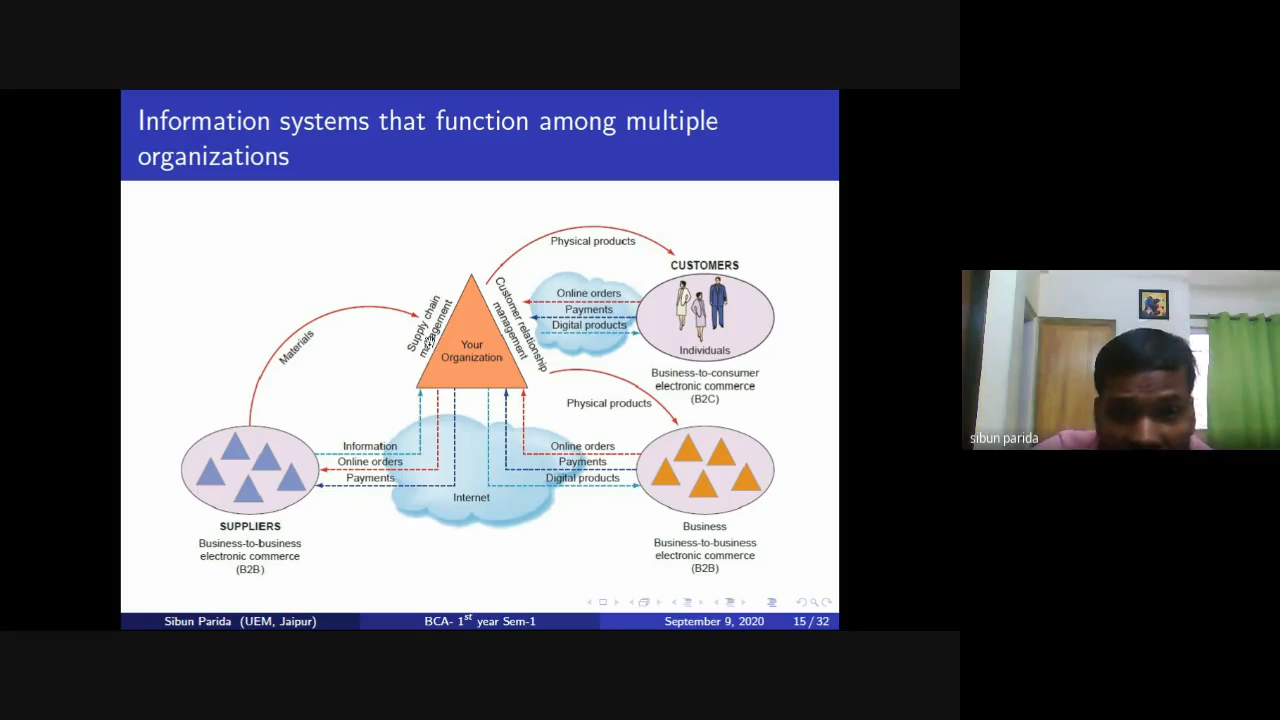 Information systems that function among multiple
organizations
Physical products
CUSTOMERS
Online orders
Payments
Digital products
Individuals
Business-to-consumer
electronic commerce
(B2C)
Supply chain
management
Customer relationship
management
Your
Organization
Materials
Physical products
Information
Online orders
Payments
Internet
Online orders
Payments
Digital products
SUPPLIERS
Business-to-business
electronic commerce
(B2B)
Business
Business-to-business
electronic commerce
(B2B)
Sibun Parida (UEM, Jaipur)
BCA- 1st year Sem-1
September 9, 2020
15 / 32
sibun parida